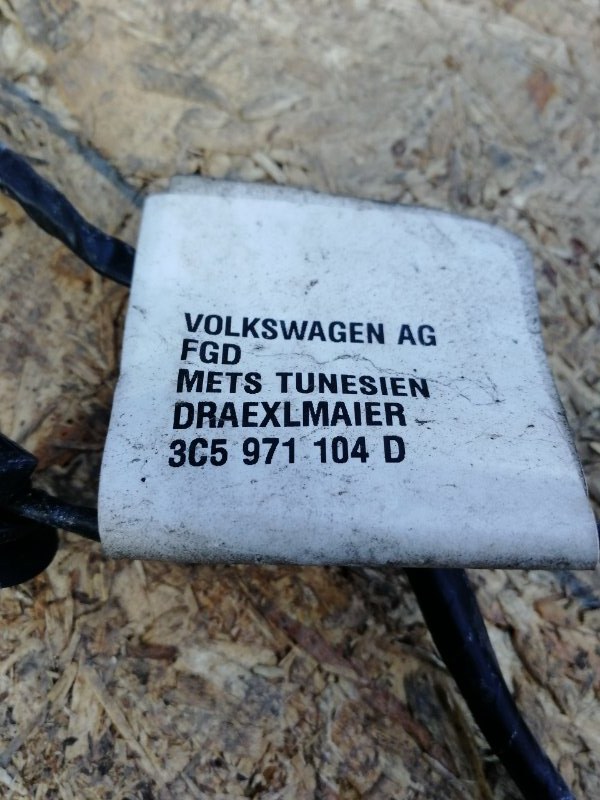 VOLKSWAGEN AG
FGD
METS TUNESIEN
DRAEXLMAIER
3C5 971 104 D